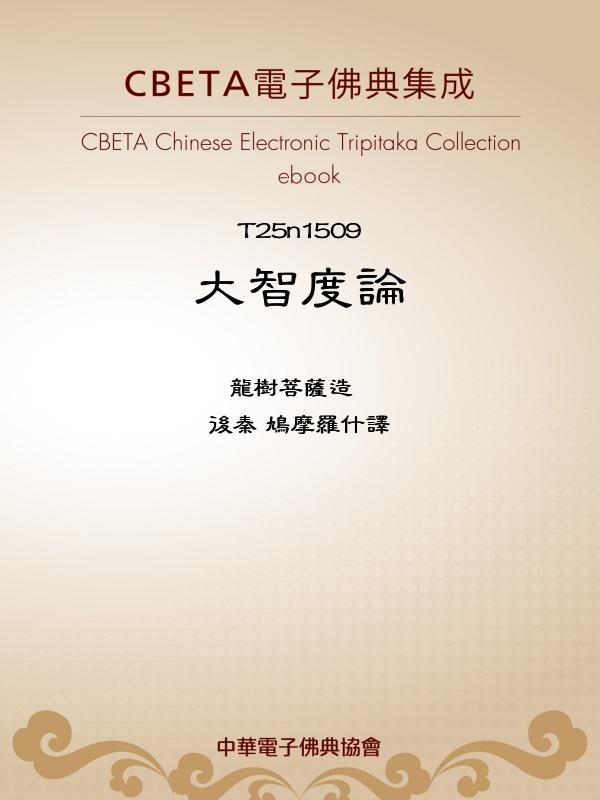 CBETA電子佛典集成
CBETA Chinese Electronic Tripitaka Collection
ebook
T25n1509
大智度論
龍樹菩薩造
後秦 鳩摩羅什譯
中華電子佛典協會